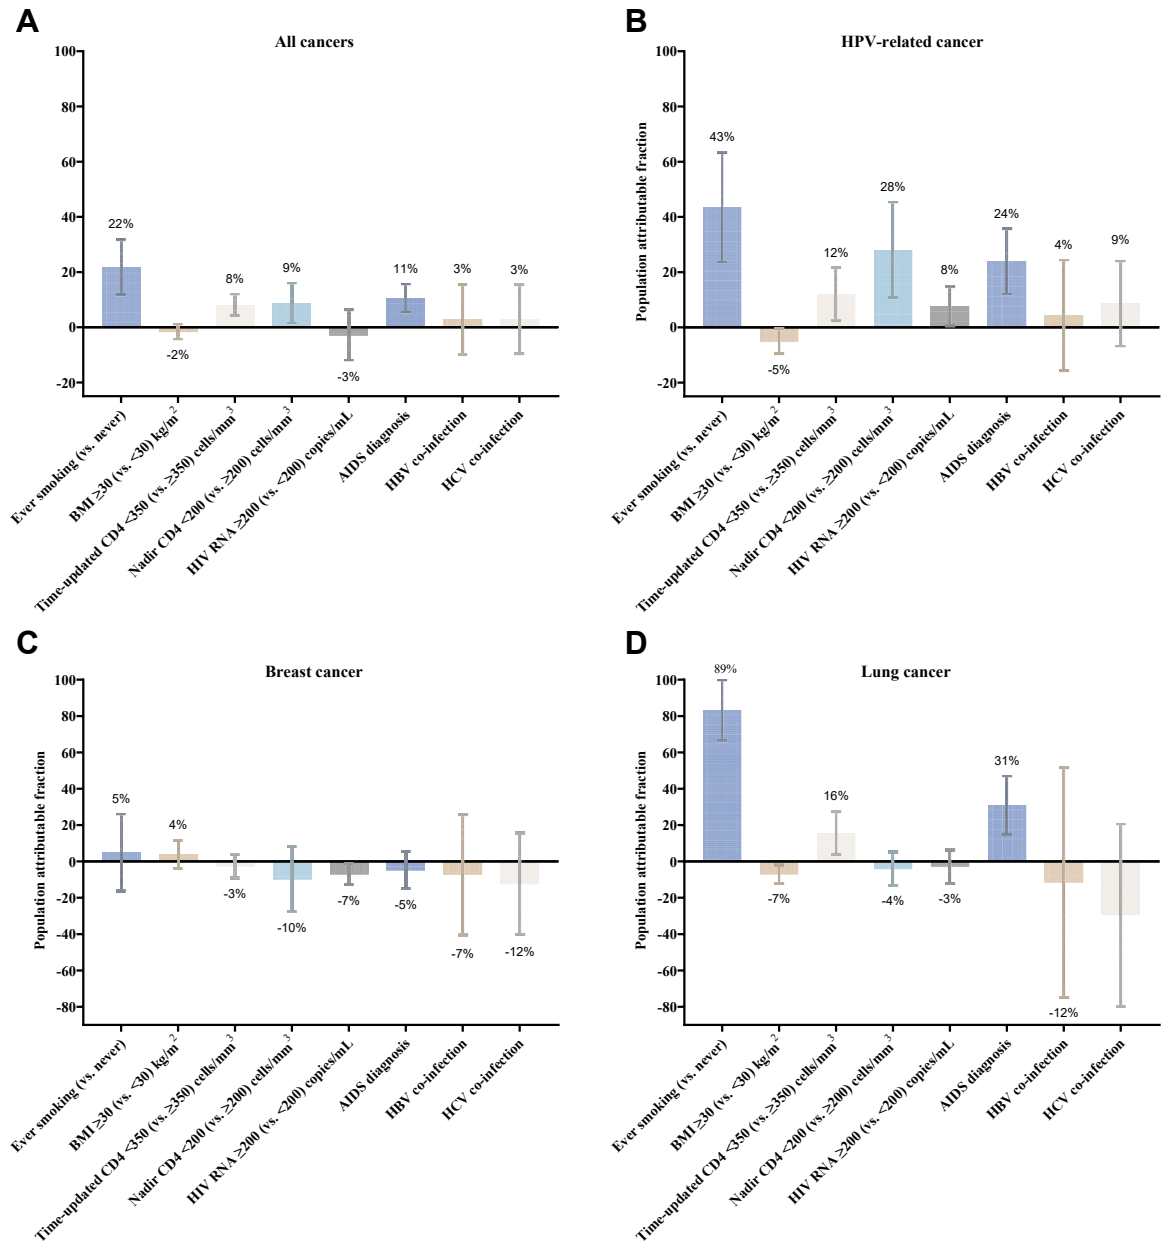 A
All cancers
100
80
60
40
20
0
-20
22%
-2%
8%
9%
-3%
11%
3%
3%
Ever smoking (vs. never)
BMI ≥30 (vs. <30) kg/m²
Time-updated CD4 <350 (vs. ≥350) cells/mm³
Nadir CD4 <200 (vs. ≥200) cells/mm³
HIV RNA ≥200 (vs. <200) copies/mL
AIDS diagnosis
HBV co-infection
HCV co-infection
B
HPV-related cancer
Population attributable fraction
100
80
60
40
20
0
-20
43%
-5%
12%
28%
8%
24%
4%
9%
Ever smoking (vs. never)
BMI ≥30 (vs. <30) kg/m²
Time-updated CD4 <350 (vs. ≥350) cells/mm³
Nadir CD4 <200 (vs. ≥200) cells/mm³
HIV RNA ≥200 (vs. <200) copies/mL
AIDS diagnosis
HBV co-infection
HCV co-infection
C
Breast cancer
Population attributable fraction
100
80
60
40
20
0
-20
-40
-60
-80
5%
4%
-3%
-10%
-7%
-5%
-7%
-12%
Ever smoking (vs. never)
BMI ≥30 (vs. <30) kg/m²
Time-updated CD4 <350 (vs. ≥350) cells/mm³
Nadir CD4 <200 (vs. ≥200) cells/mm³
HIV RNA ≥200 (vs. <200) copies/mL
AIDS diagnosis
HBV co-infection
HCV co-infection
D
Lung cancer
Population attributable fraction
100
80
60
40
20
0
-20
-40
-60
-80
89%
-7%
16%
-4%
-3%
31%
-12%
Ever smoking (vs. never)
BMI ≥30 (vs. <30) kg/m²
Time-updated CD4 <350 (vs. ≥350) cells/mm³
Nadir CD4 <200 (vs. ≥200) cells/mm³
HIV RNA ≥200 (vs. <200) copies/mL
AIDS diagnosis
HBV co-infection
HCV co-infection